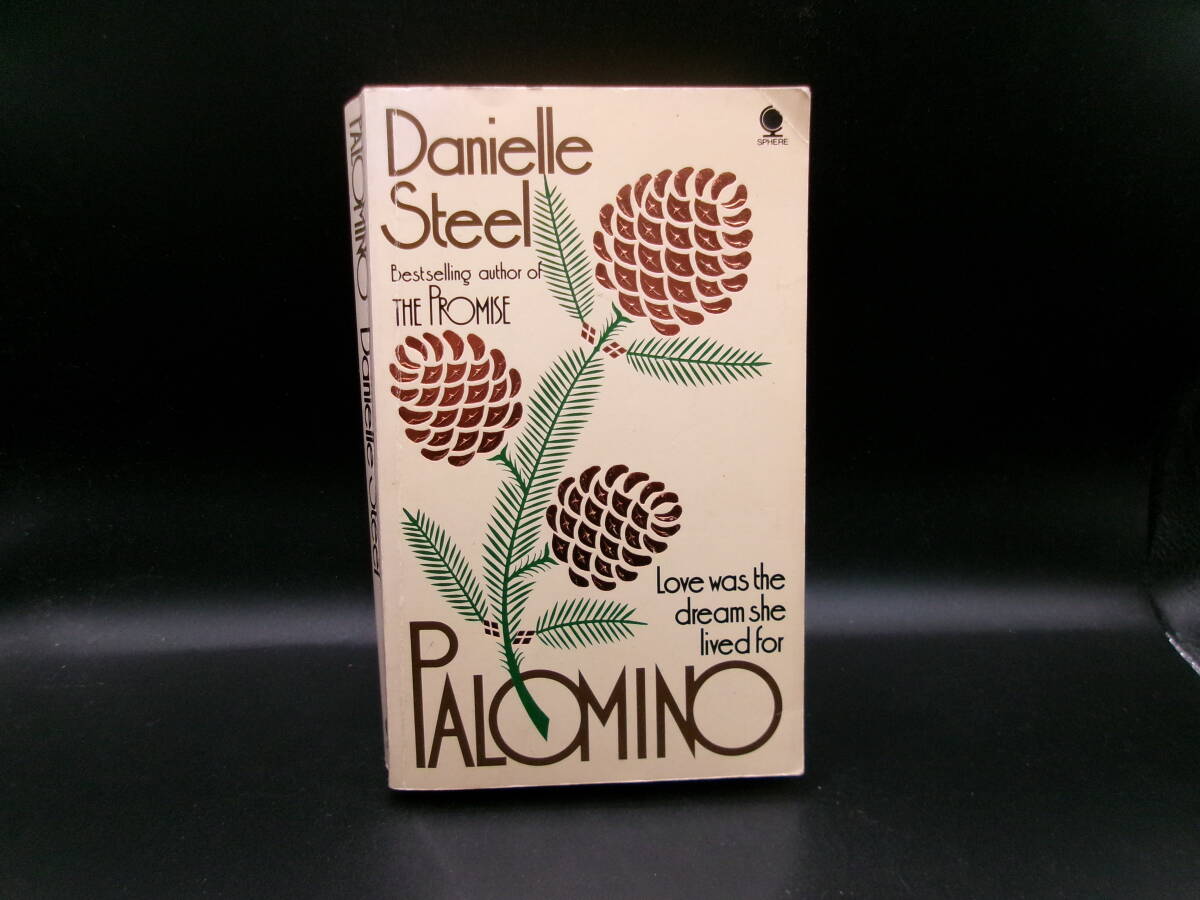 Danielle
Steel
Bestselling author of
THE PROMISE
SPHERE
Love was the
dream she
lived for
PALOMINO
PALOMINO Danielle Steel